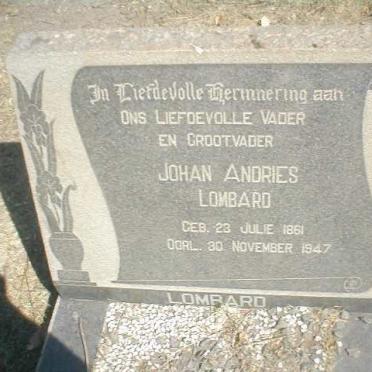 In Liefdevolle Herinnering aan
Ons Liefdevolle Vader
en Grootvader
Johan Andries
Lombard
Geb. 23 Julie 1861
Oorl. 30 November 1947
Lombard